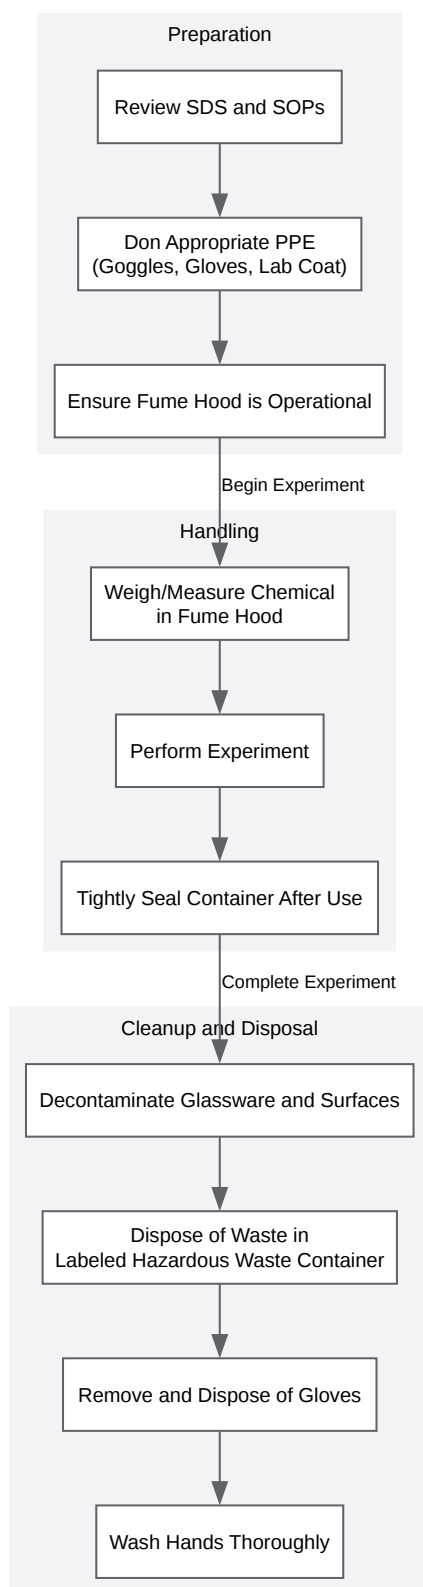 Preparation
Review SDS and SOPs
Don Appropriate PPE
(Goggles, Gloves, Lab Coat)
Ensure Fume Hood is Operational
Begin Experiment
Handling
Weigh/Measure Chemical
in Fume Hood
Perform Experiment
Tightly Seal Container After Use
Complete Experiment
Cleanup and Disposal
Decontaminate Glassware and Surfaces
Dispose of Waste in
Labeled Hazardous Waste Container
Remove and Dispose of Gloves
Wash Hands Thoroughly